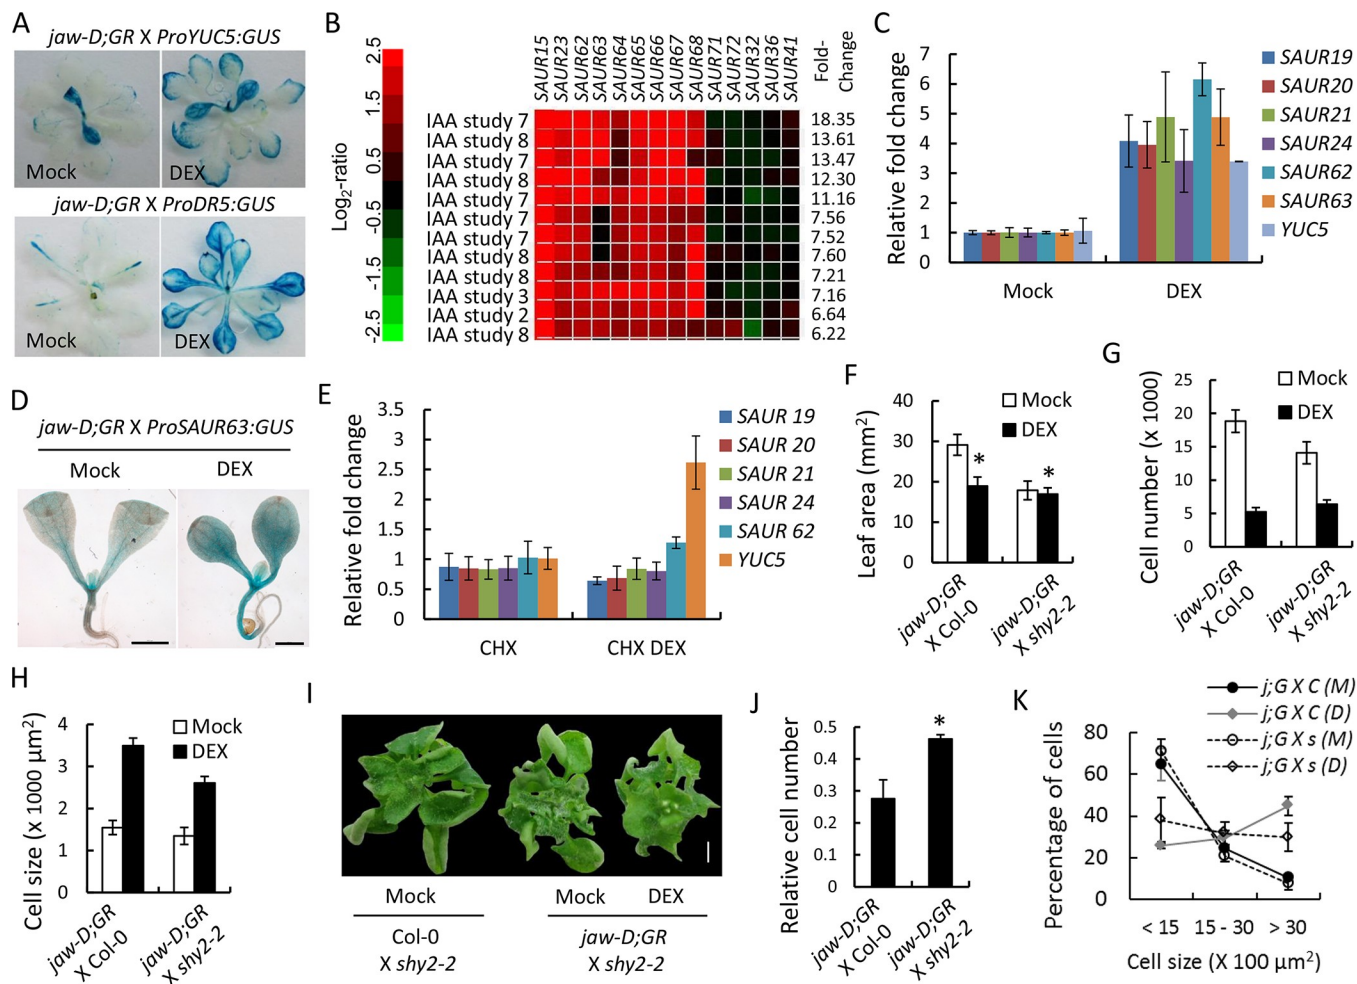 A
jaw-D;GR X ProYUC5:GUS
Mock
DEX
jaw-D;GR X ProDR5:GUS
Mock
DEX
B
2.5
1.5
0.5
-0.5
-1.5
-2.5
Log2-ratio
SAUR15
SAUR23
SAUR62
SAUR63
SAUR64
SAUR65
SAUR66
SAUR67
SAUR68
SAUR71
SAUR72
SAUR32
SAUR36
SAUR41
Fold-
Change
IAA study 7 18.35
IAA study 8 13.61
IAA study 7 13.47
IAA study 8 12.30
IAA study 7 11.16
IAA study 7 7.56
IAA study 7 7.52
IAA study 8 7.60
IAA study 8 7.21
IAA study 3 7.16
IAA study 2 6.64
IAA study 8 6.22
C
Relative fold change
7
6
5
4
3
2
1
0
Mock
DEX
SAUR19
SAUR20
SAUR21
SAUR24
SAUR62
SAUR63
YUC5
D
jaw-D;GR X ProSAUR63:GUS
Mock
DEX
E
Relative fold change
3.5
3
2.5
2
1.5
1
0.5
0
CHX
CHX DEX
SAUR 19
SAUR 20
SAUR 21
SAUR 24
SAUR 62
YUC5
F
Leaf area (mm2)
40
30
20
10
0
Mock
DEX
*
*
jaw-D;GR
X Col-0
jaw-D;GR
X shy2-2
G
Cell number (x 1000)
25
20
15
10
5
0
Mock
DEX
jaw-D;GR
X Col-0
jaw-D;GR
X shy2-2
H
Cell size (x 1000 µm2)
4
3
2
1
0
Mock
DEX
jaw-D;GR
X Col-0
jaw-D;GR
X shy2-2
I
Mock
Mock
DEX
Col-0
X shy2-2
jaw-D;GR
X shy2-2
J
Relative cell number
0.5
0.4
0.3
0.2
0.1
0
*
jaw-D;GR
X Col-0
jaw-D;GR
X shy2-2
K
j;G X C (M)
j;G X C (D)
j;G X s (M)
j;G X s (D)
Percentage of cells
80
60
40
20
0
< 15
15 - 30
> 30
Cell size (X 100 µm2)